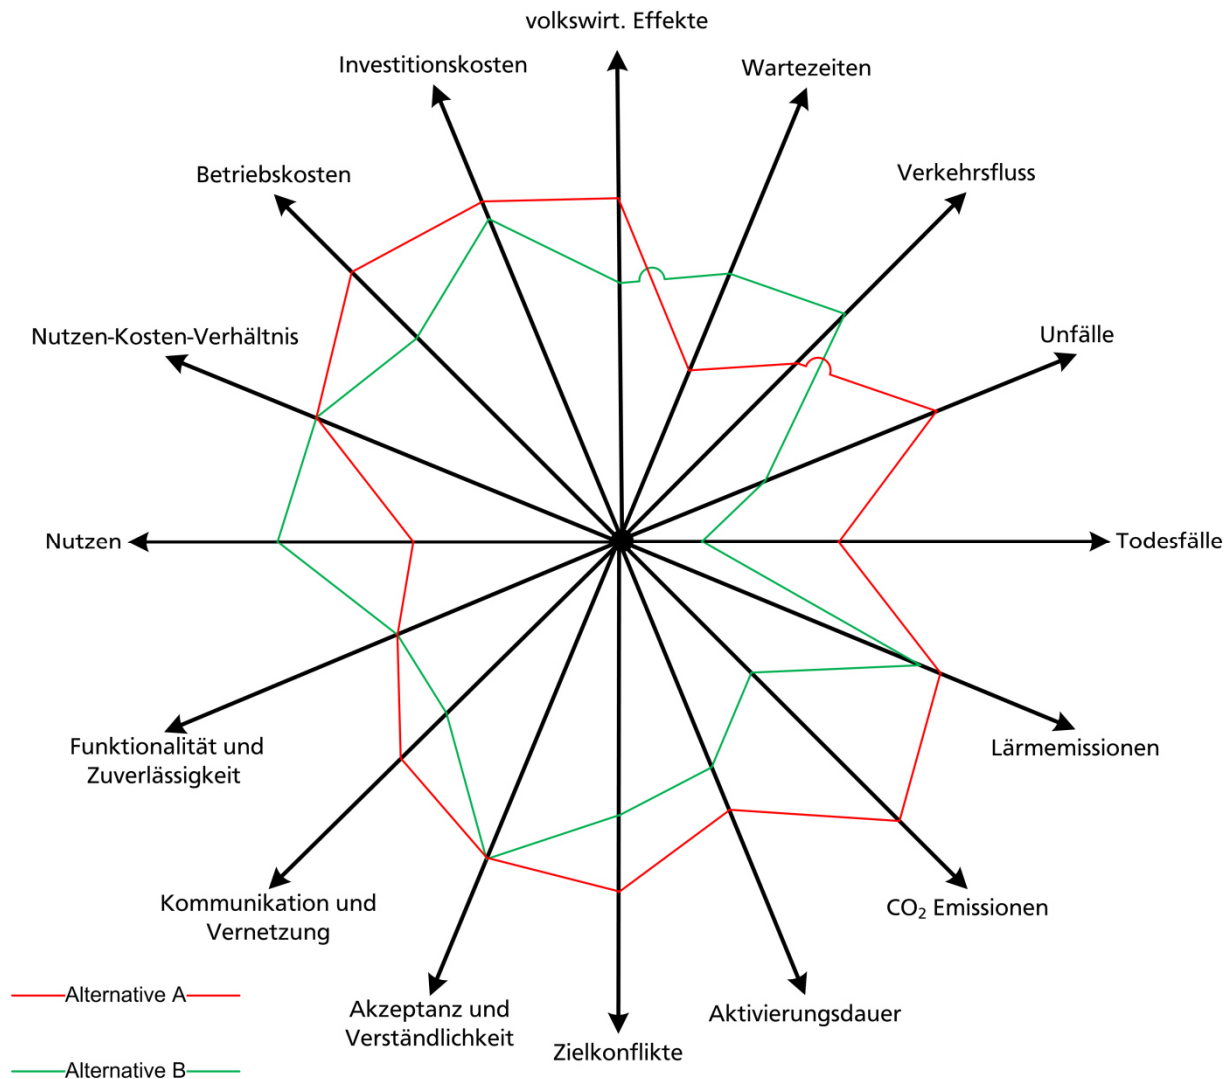 volkswirt. Effekte
Investitionskosten
Wartezeiten
Betriebskosten
Verkehrsfluss
Nutzen-Kosten-Verhältnis
Unfälle
Nutzen
Todesfälle
Funktionalität und
Zuverlässigkeit
Lärmemissionen
Kommunikation und
Vernetzung
CO₂ Emissionen
Akzeptanz und
Verständlichkeit
Aktivierungsdauer
Zielkonflikte
Alternative A
Alternative B